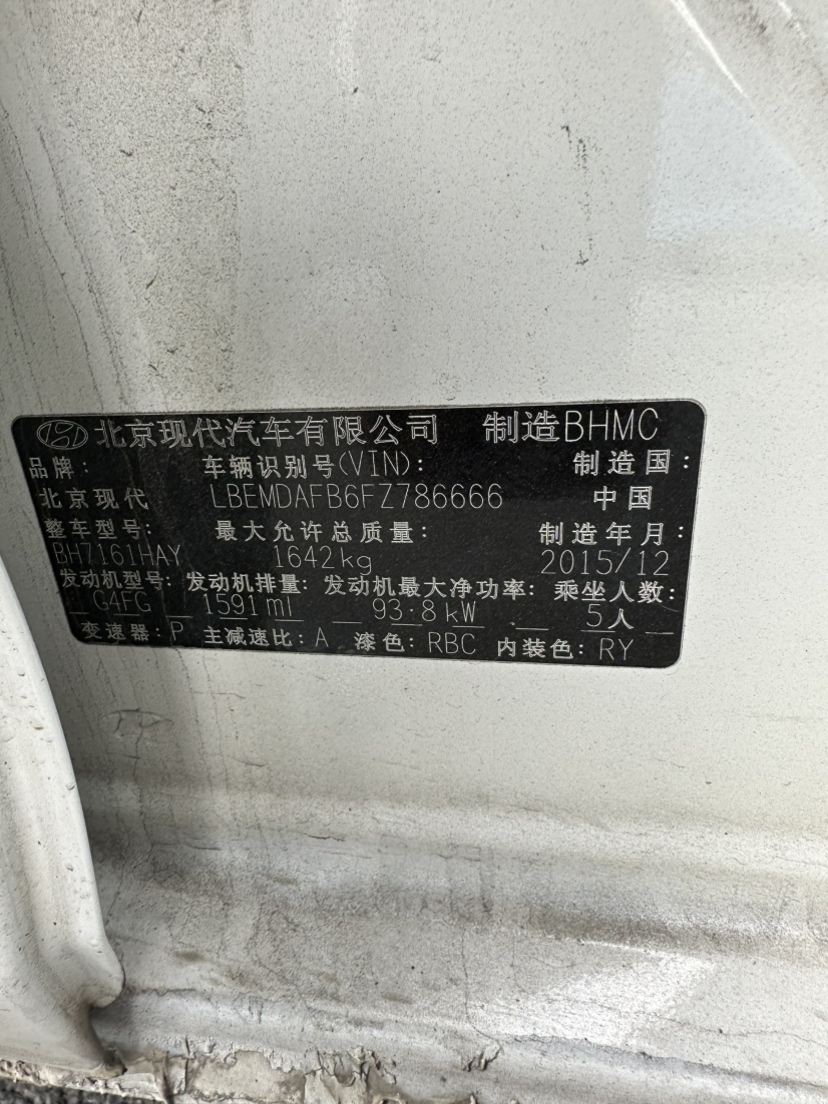 北京现代汽车有限公司 制造BHMC
品牌: 车辆识别号(VIN): 制造国:
北京现代 LBEMDAFB6FZ786666 中国
整车型号: 最大允许总质量: 制造年月:
BH7161HAY 1642kg 2015/12
发动机型号: 发动机排量: 发动机最大净功率: 乘坐人数:
G4FG 1591ml 93.8kW 5人
变速器: P 主减速比: A 漆色: RBC 内装色: RY